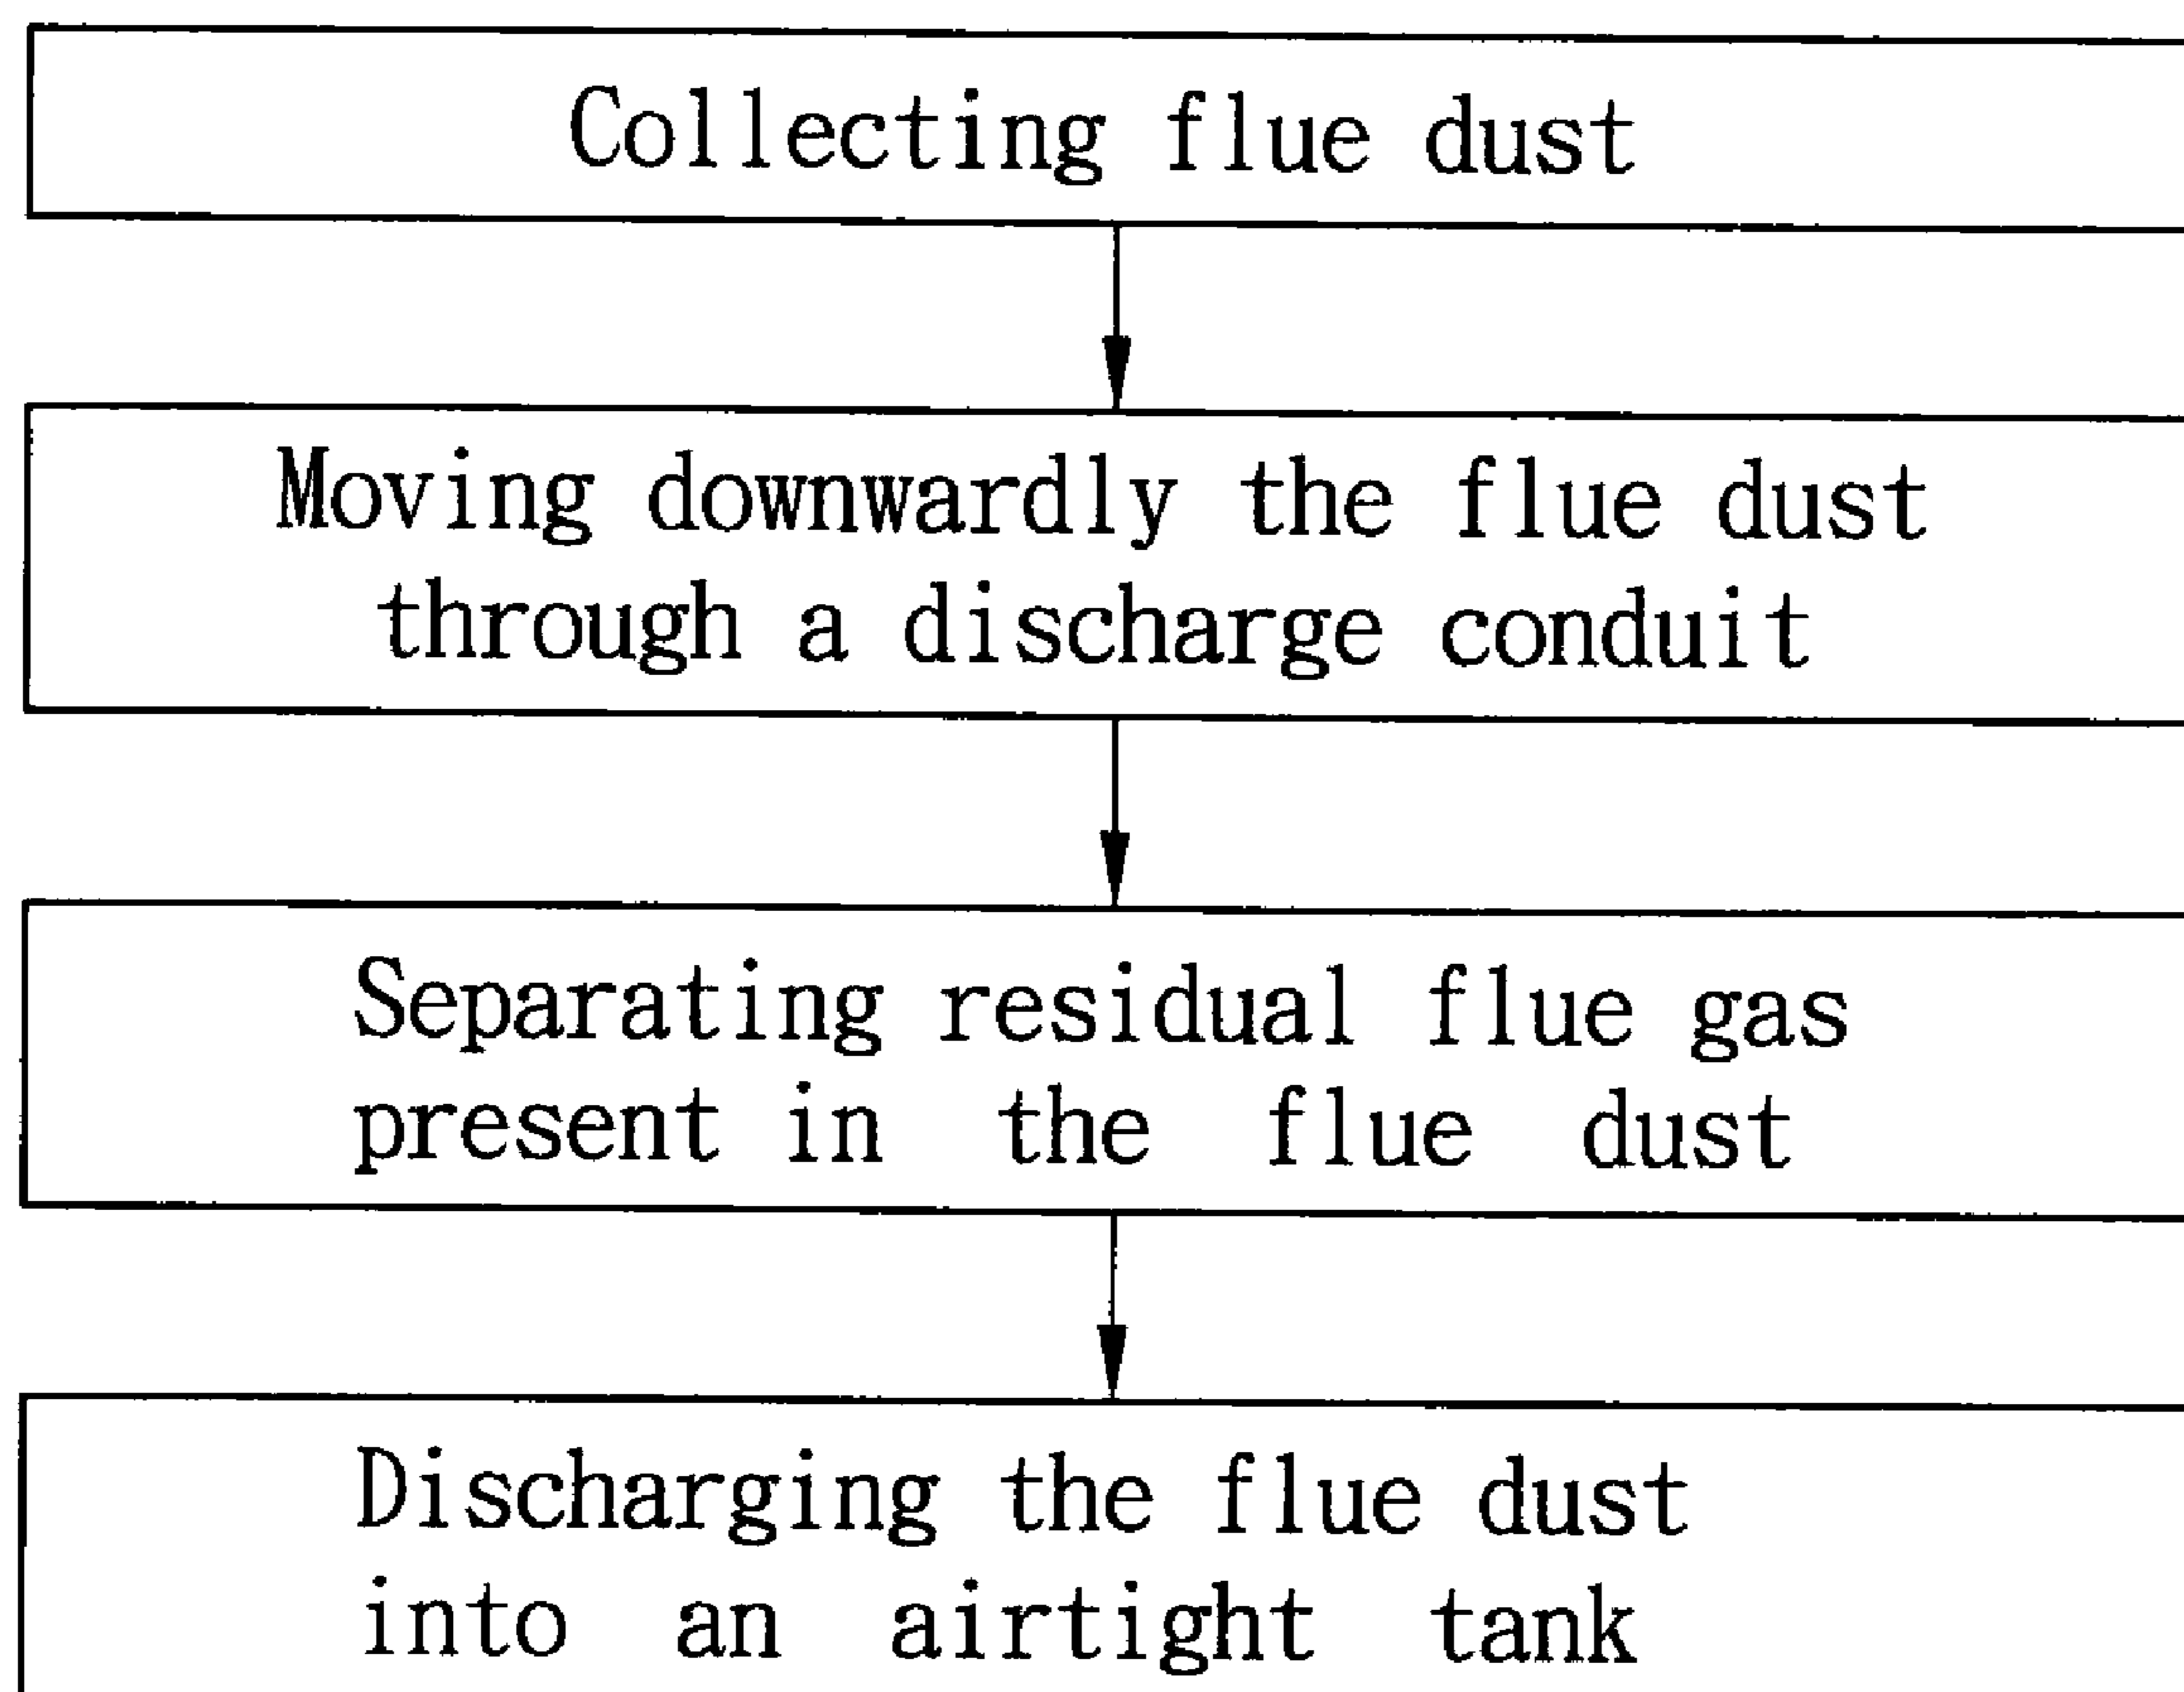 Collecting flue dust
Moving downwardly the flue dust
through a discharge conduit
Separating residual flue gas
present in the flue dust
Discharging the flue dust
into an airtight tank